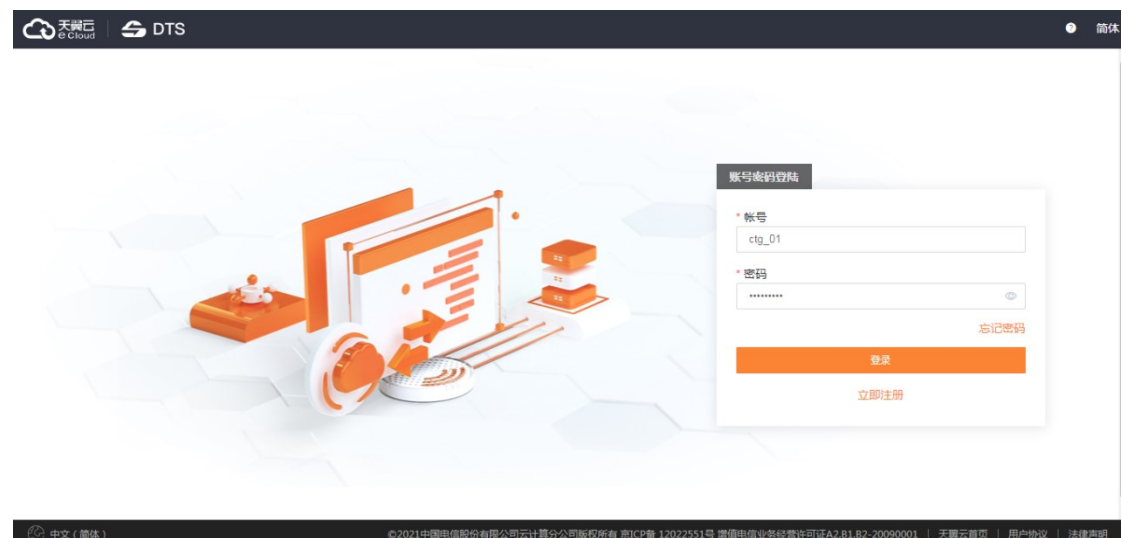 天翼云 e Cloud DTS
? 简体
账号密码登陆
* 帐号
ctg_01
* 密码
•••••••••
忘记密码
登录
立即注册
中文（简体） ©2021中国电信股份有限公司云计算分公司版权所有 京ICP备 12022551号 增值电信业务经营许可证A2.B1.B2-20090001 | 天翼云首页 | 用户协议 | 法律声明